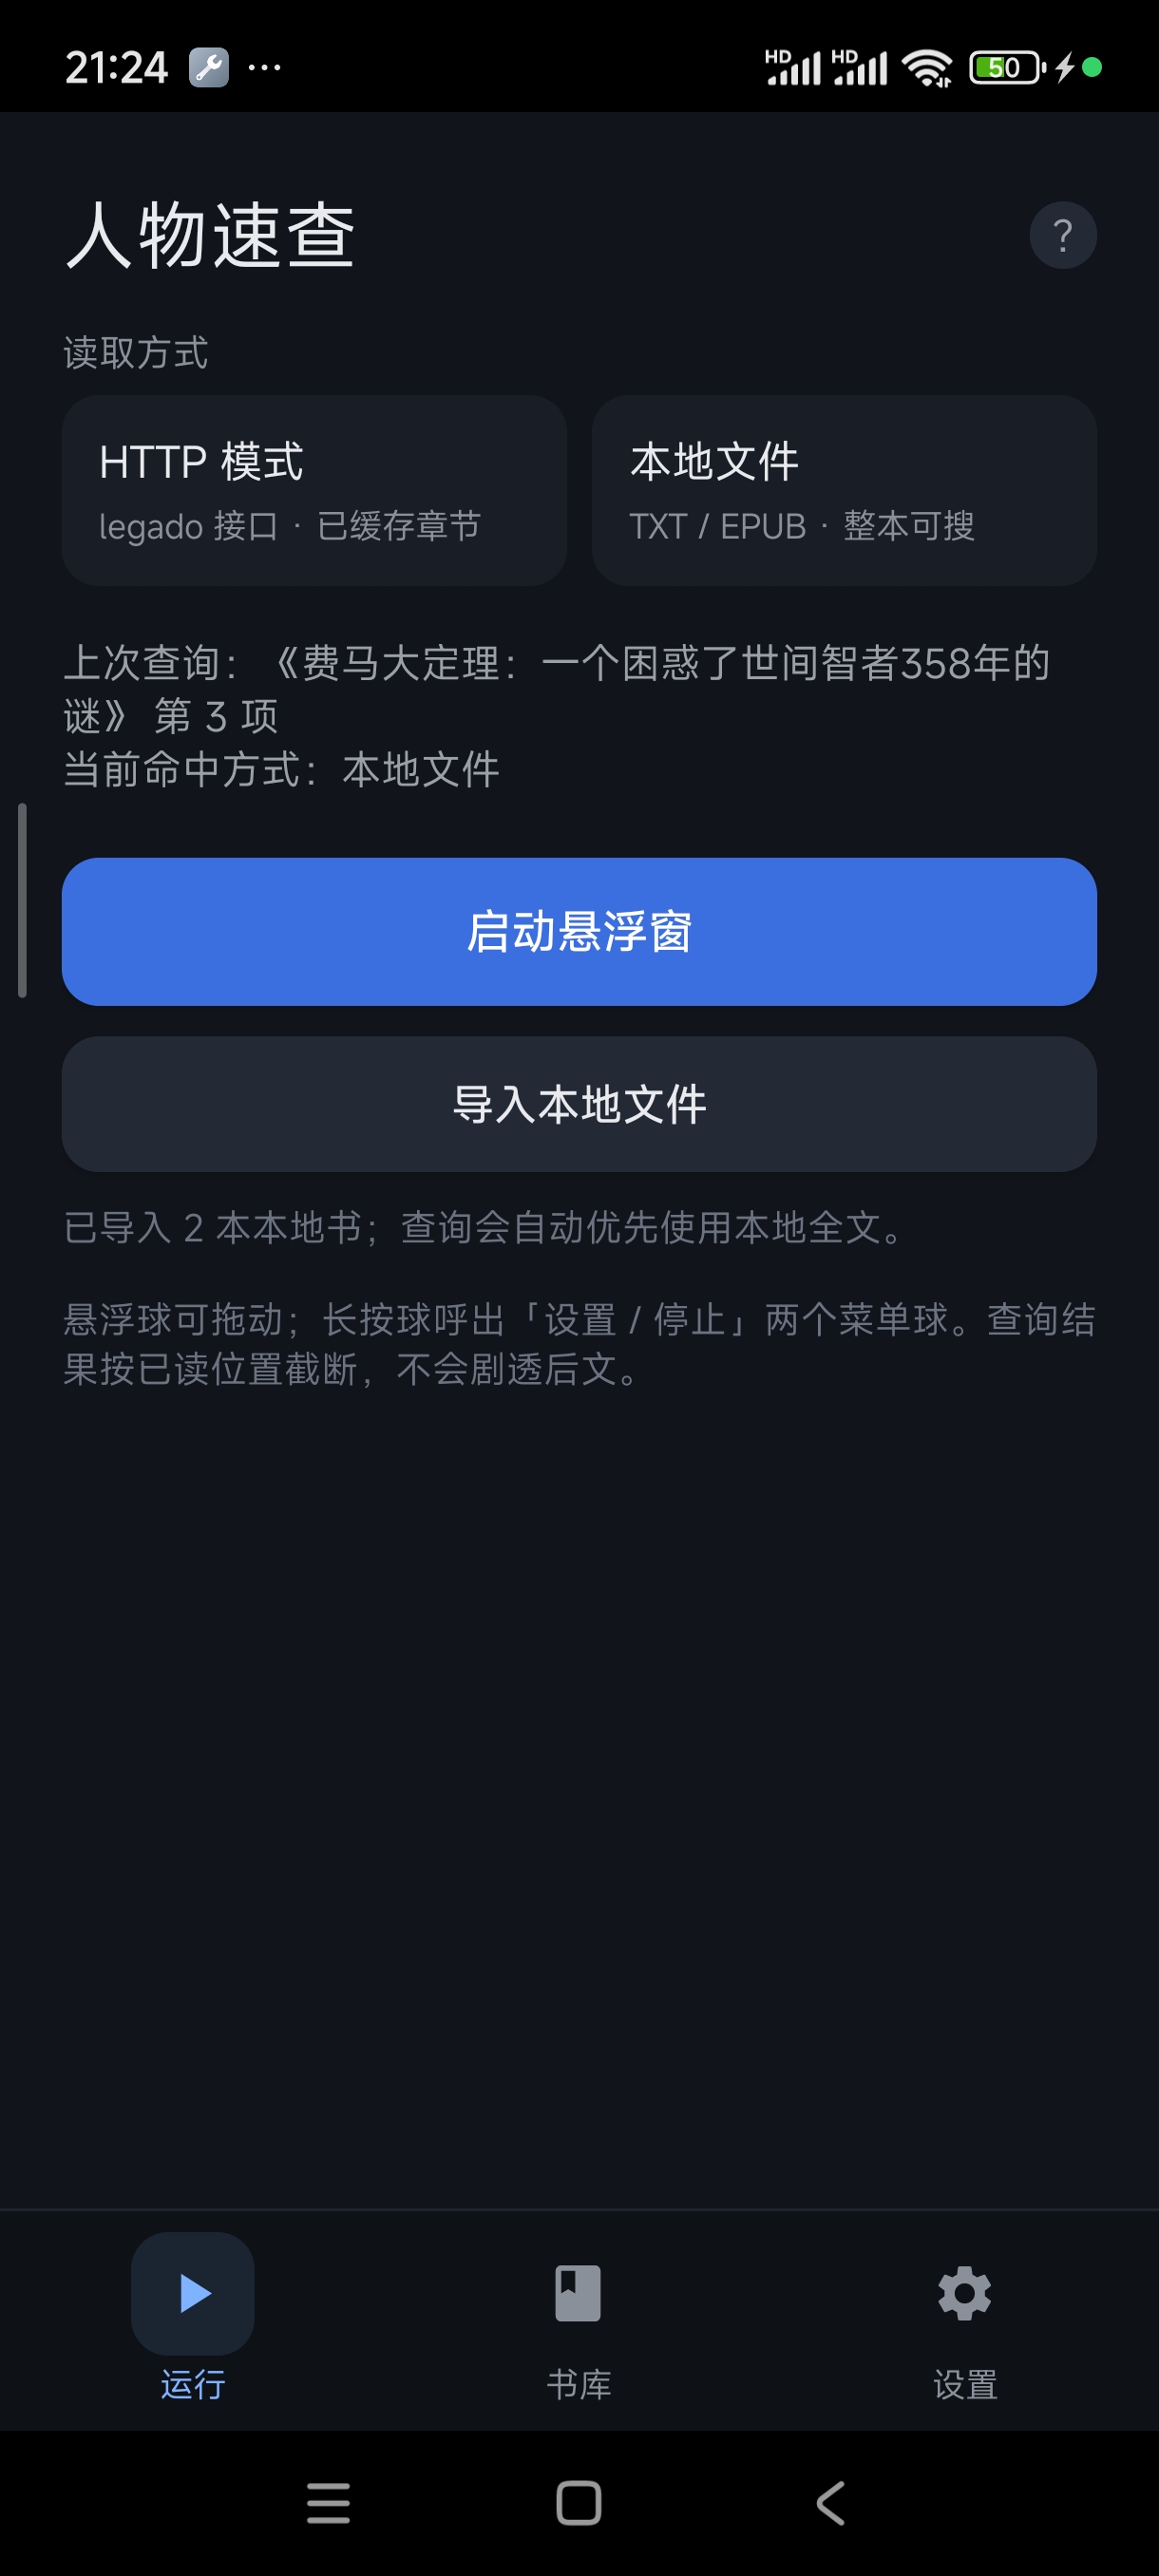 21:24
HD HD 50
人物速查
?
读取方式
HTTP 模式
legado 接口 · 已缓存章节
本地文件
TXT / EPUB · 整本可搜
上次查询：《费马大定理：一个困惑了世间智者358年的
谜》 第 3 项
当前命中方式：本地文件
启动悬浮窗
导入本地文件
已导入 2 本本地书；查询会自动优先使用本地全文。
悬浮球可拖动；长按球呼出「设置 / 停止」两个菜单球。查询结
果按已读位置截断，不会剧透后文。
运行
书库
设置